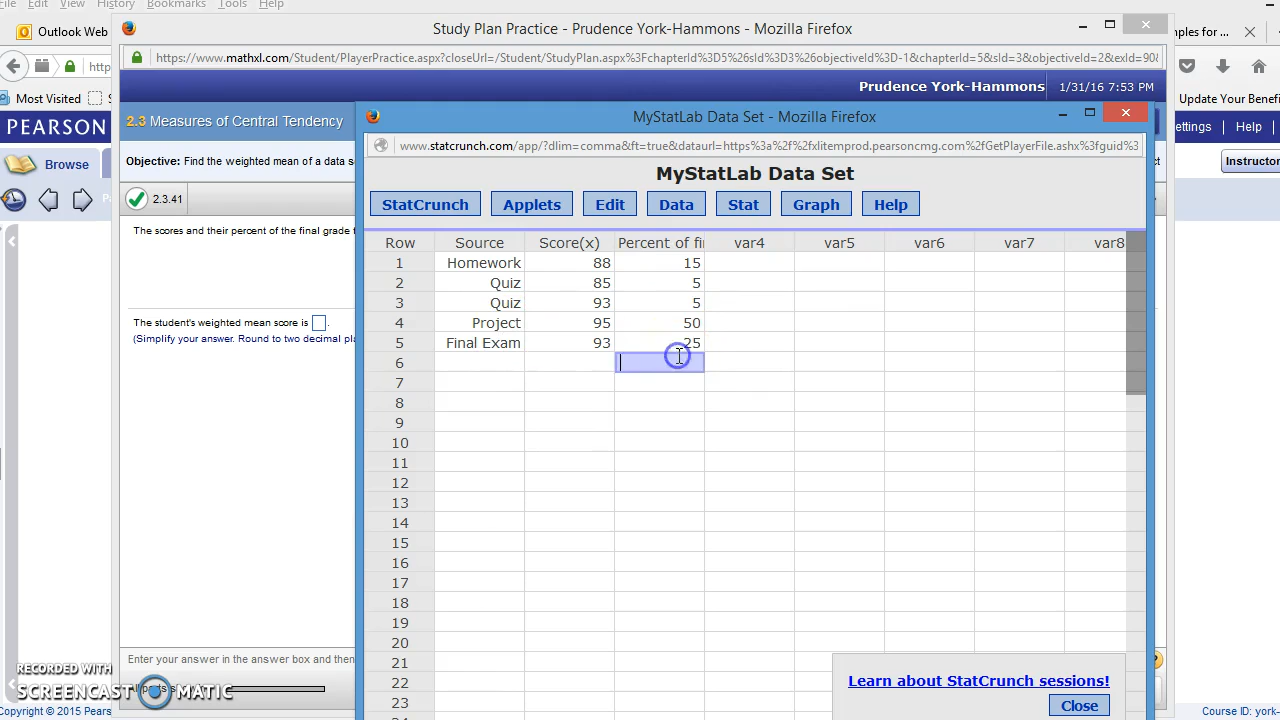 File Edit View History Bookmarks Tools Help
Outlook Web
Study Plan Practice - Prudence York-Hammons - Mozilla Firefox
ples for ...
http
https://www.mathxl.com/Student/PlayerPractice.aspx?closeUrl=/Student/StudyPlan.aspx%3FchapterId%3D5%26sId%3D3%26objectiveId%3D-1&chapterId=5&sId=3&objectiveId=2&exId=90&
Most Visited
Prudence York-Hammons 1/31/16 7:53 PM
Update Your Benefi
PEARSON
2.3 Measures of Central Tendency
MyStatLab Data Set - Mozilla Firefox
ettings Help
www.statcrunch.com/app/?dlim=comma&ft=true&dataurl=https%3a%2f%2fxlitemprod.pearsoncmg.com%2fGetPlayerFile.ashx%3fguid%3
Browse
Objective: Find the weighted mean of a data s
Instructor
MyStatLab Data Set
2.3.41
StatCrunch Applets Edit Data Stat Graph Help
The scores and their percent of the final grade f
Row Source Score(x) Percent of fi var4 var5 var6 var7 var8
1 Homework 88 15
2 Quiz 85 5
3 Quiz 93 5
4 Project 95 50
5 Final Exam 93 25
6
7
8
9
10
11
12
13
14
15
16
17
18
19
20
21
22
23
The student's weighted mean score is .
(Simplify your answer. Round to two decimal pla
Enter your answer in the answer box and then
RECORDED WITH
SCREENCAST MATIC
Learn about StatCrunch sessions!
Close
Copyright © 2015 Pears
Course ID: york-